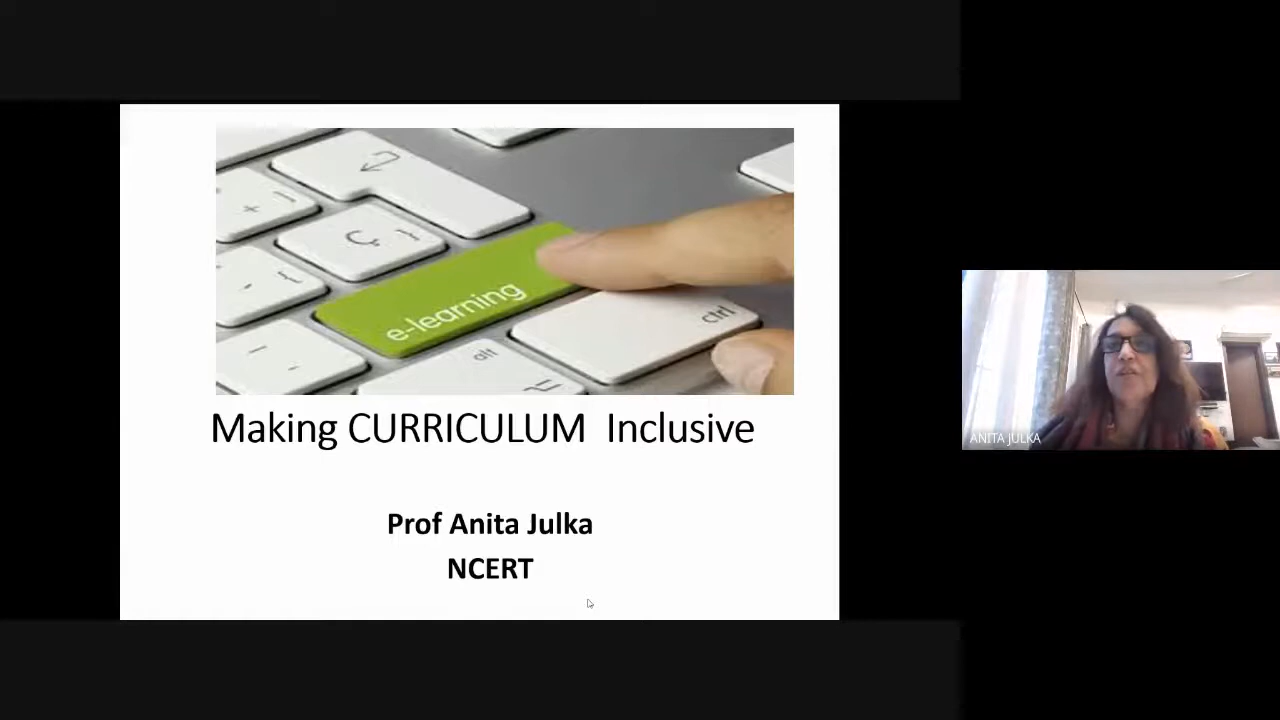 Ç
e-learning
ctrl
alt
Making CURRICULUM Inclusive
Prof Anita Julka
NCERT
ANITA JULKA